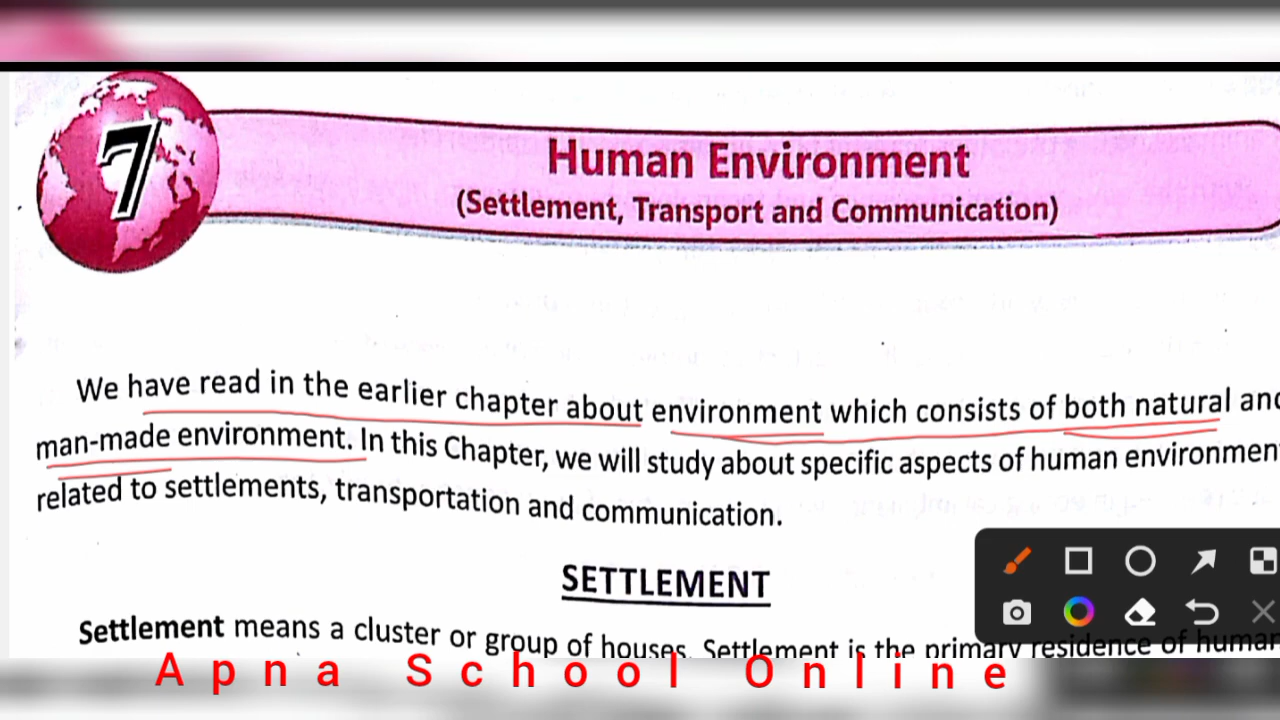 7
Human Environment
(Settlement, Transport and Communication)
We have read in the earlier chapter about environment which consists of both natural and
man-made environment. In this Chapter, we will study about specific aspects of human environment
related to settlements, transportation and communication.
SETTLEMENT
Settlement means a cluster or group of houses. Settlement is the primary residence of human
Apna School Online